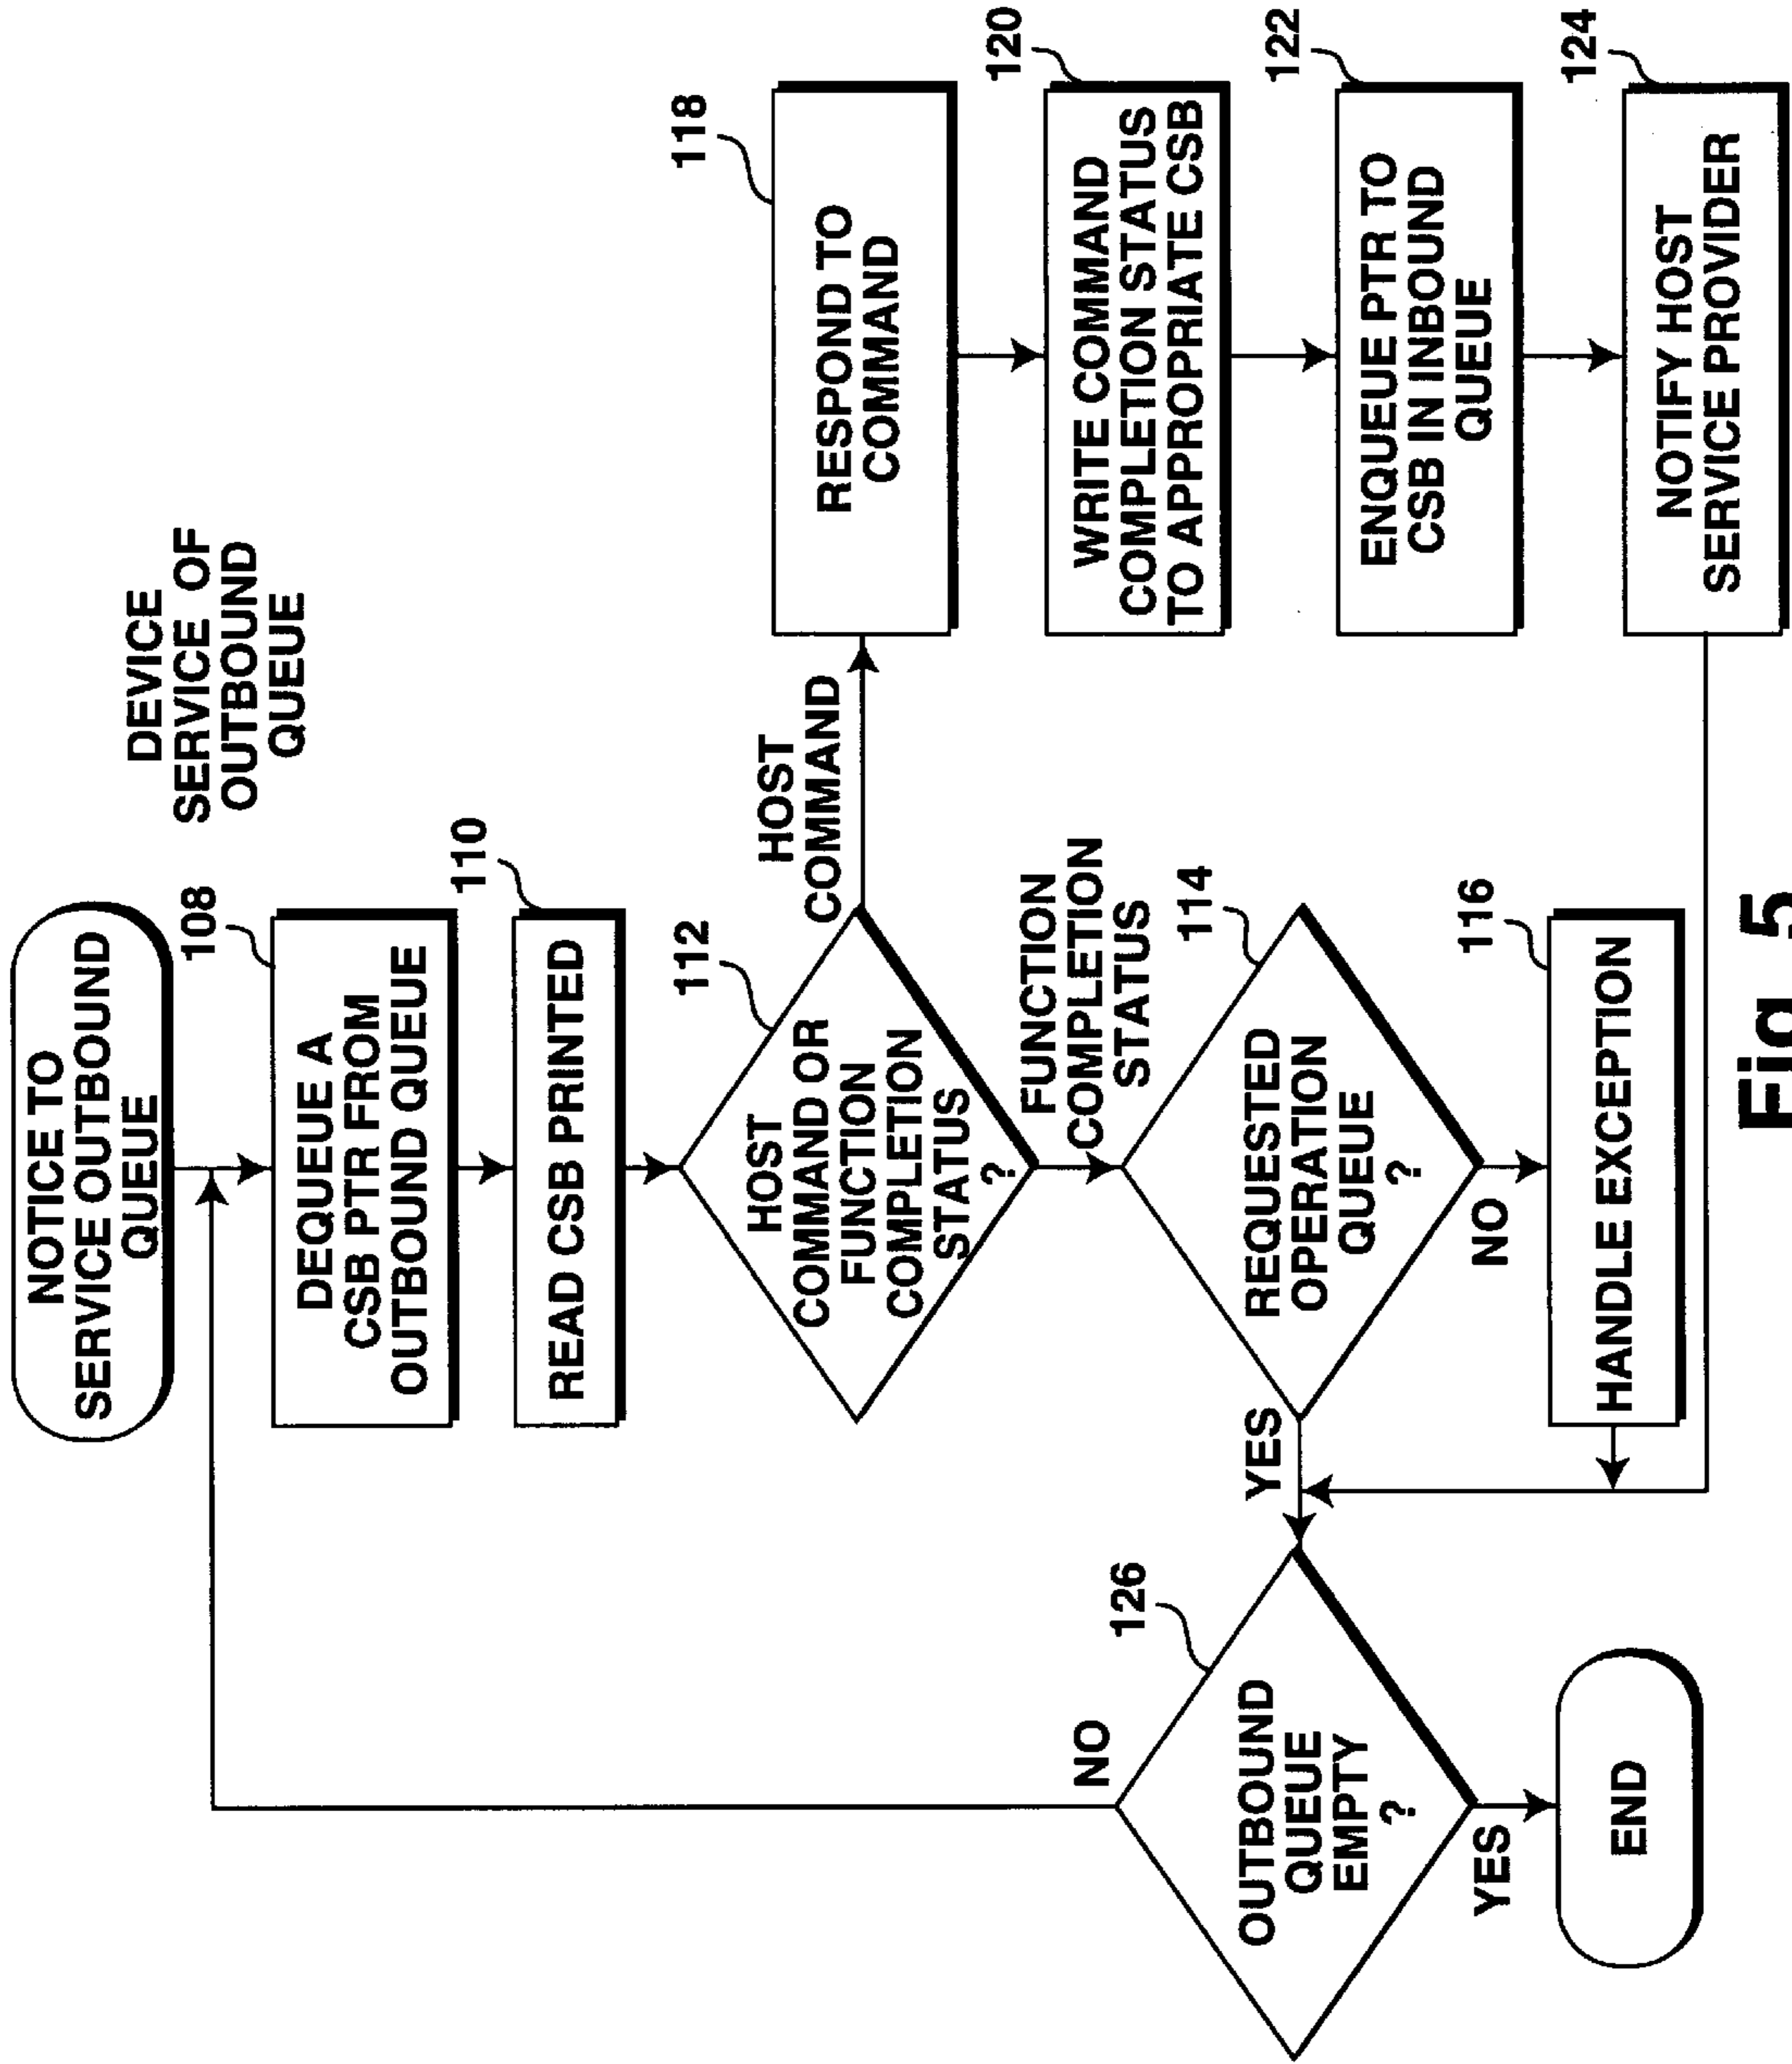 DEVICE
SERVICE OF
OUTBOUND
QUEUE
NOTICE TO
SERVICE OUTBOUND
QUEUE
108
DEQUEUE A
CSB PTR FROM
OUTBOUND QUEUE
110
READ CSB PRINTED
112
HOST
COMMAND OR
FUNCTION
COMPLETION
STATUS
?
HOST
COMMAND
118
RESPOND TO
COMMAND
120
WRITE COMMAND
COMPLETION STATUS
TO APPROPRIATE CSB
122
ENQUEUE PTR TO
CSB IN INBOUND
QUEUE
124
NOTIFY HOST
SERVICE PROVIDER
FUNCTION
COMPLETION
STATUS
114
REQUESTED
OPERATION
QUEUE
?
YES
NO
116
HANDLE EXCEPTION
126
OUTBOUND
QUEUE
EMPTY
?
NO
YES
END
Fig 5